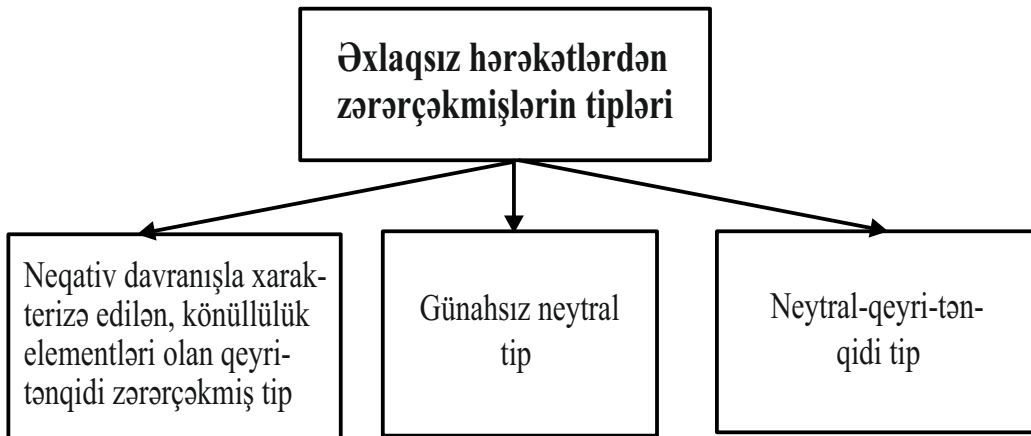 Əxlaqsız hərəkətlərdən
zərərçəkmişlərin tipləri
Neqativ davranışla xarak-
terizə edilən, könüllülük
elementləri olan qeyri-
tənqidi zərərçəkmiş tip
Günahsız neytral
tip
Neytral-qeyri-tən-
qidi tip